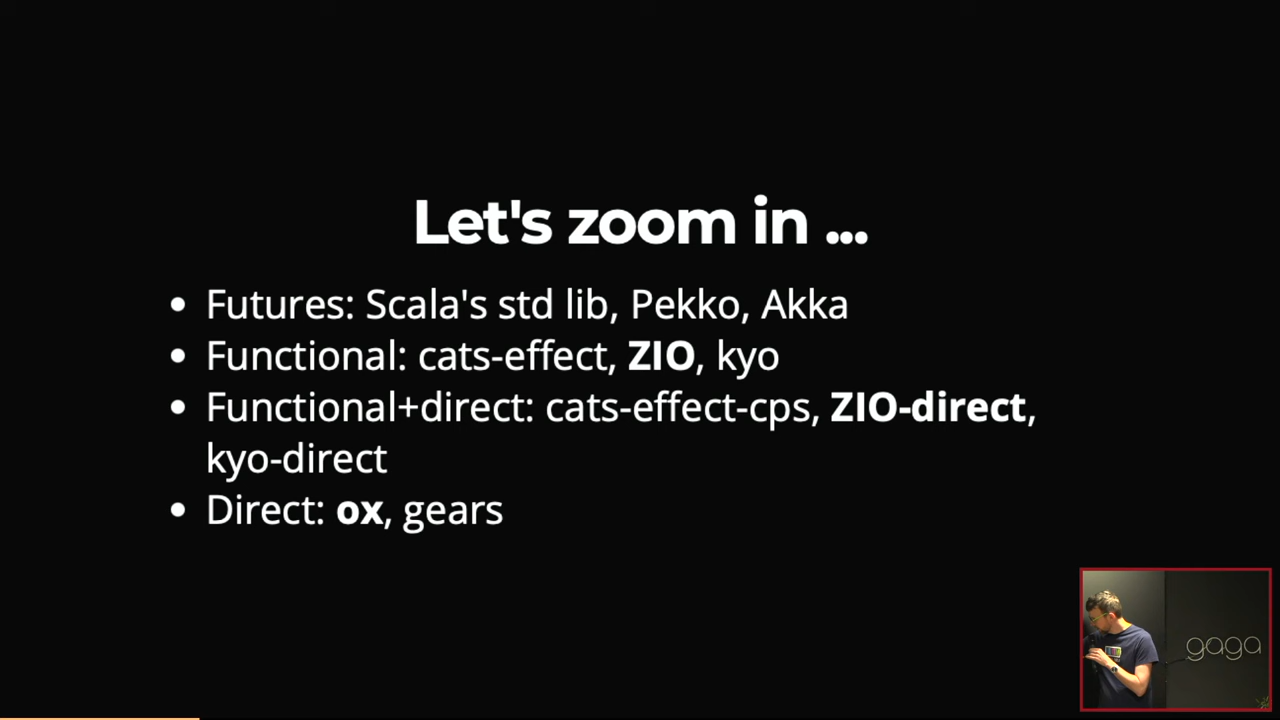 Let's zoom in ...
• Futures: Scala's std lib, Pekko, Akka
• Functional: cats-effect, ZIO, kyo
• Functional+direct: cats-effect-cps, ZIO-direct,
kyo-direct
• Direct: ox, gears
gaga